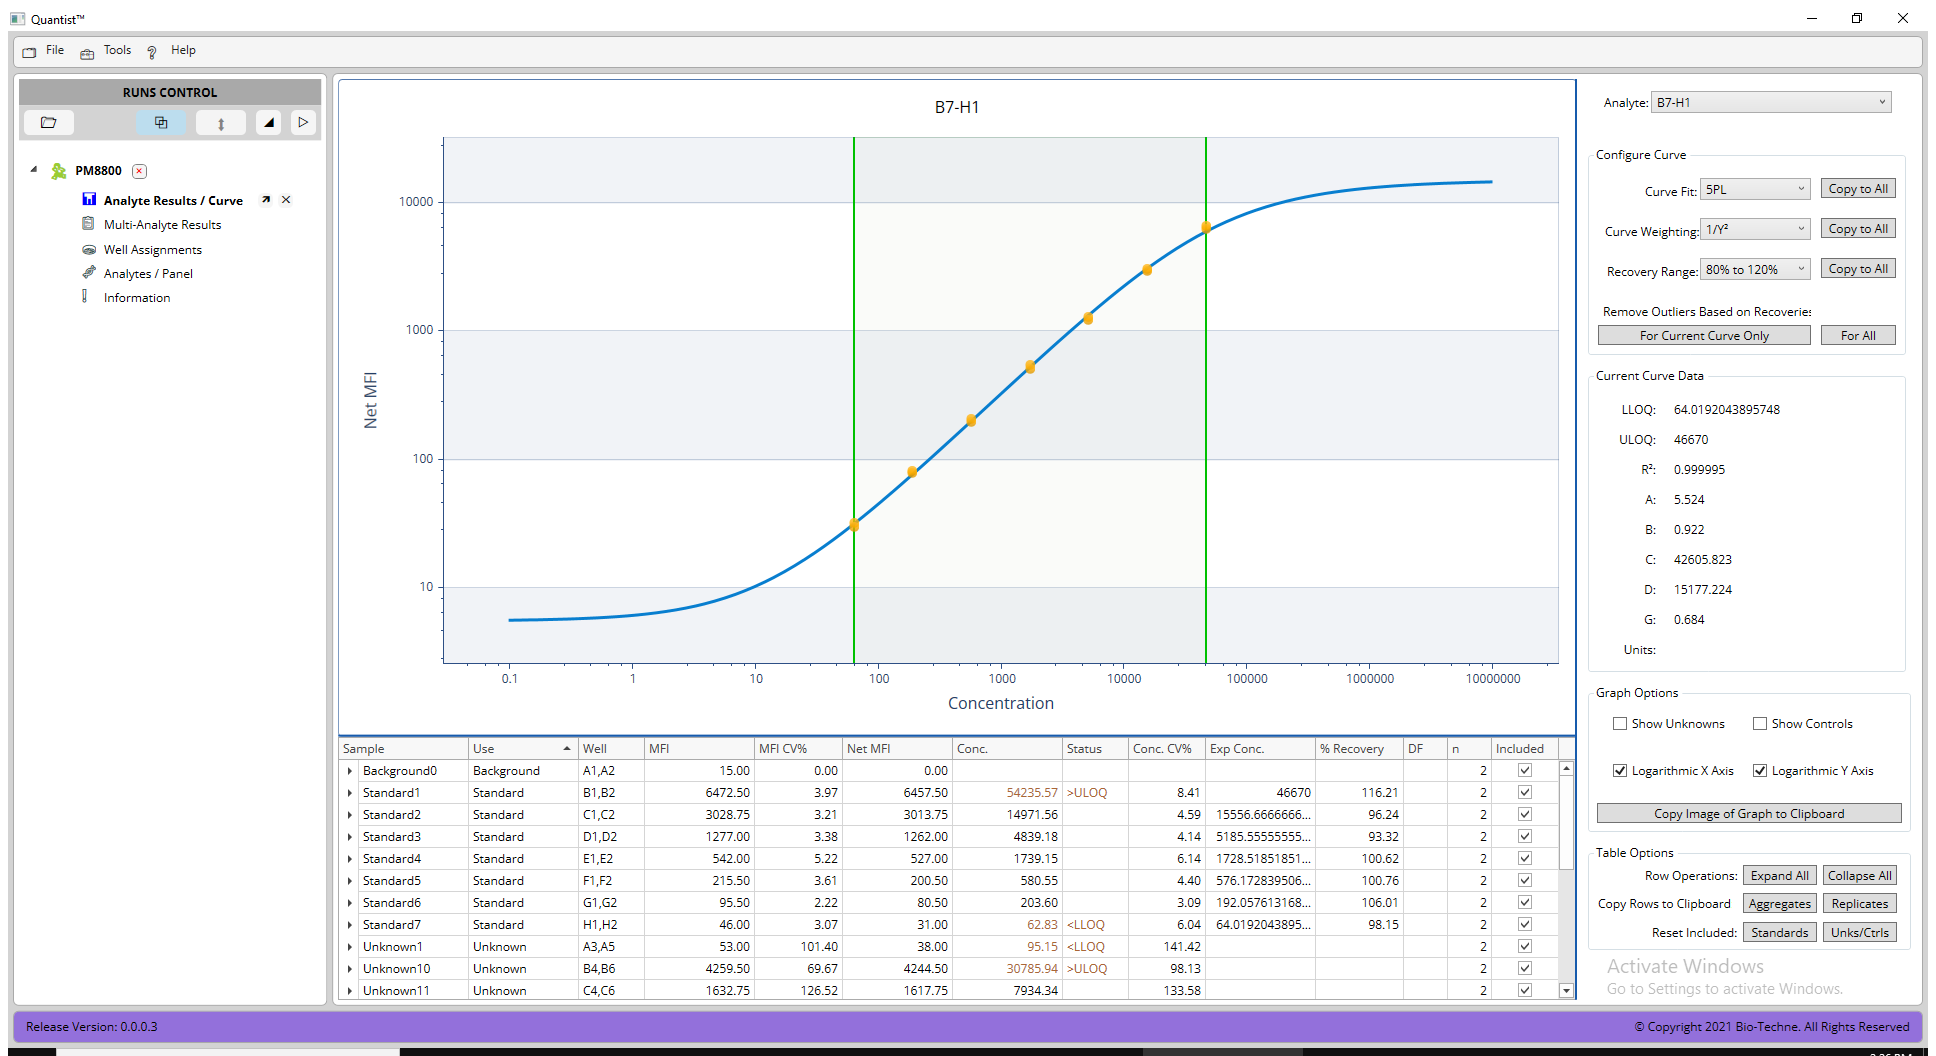 Quantist™
File Tools Help
RUNS CONTROL
PM8800
Analyte Results / Curve
Multi-Analyte Results
Well Assignments
Analytes / Panel
Information
B7-H1
Net MFI
10000
1000
100
10
0.1 1 10 100 1000 10000 100000 1000000 10000000
Concentration
Sample Use Well MFI MFI CV% Net MFI Conc. Status Conc. CV% Exp Conc. % Recovery DF n Included
Background0 Background A1,A2 15.00 0.00 0.00 2
Standard1 Standard B1,B2 6472.50 3.97 6457.50 54235.57 >ULOQ 8.41 46670 116.21 2
Standard2 Standard C1,C2 3028.75 3.21 3013.75 14971.56 4.59 15556.6666666... 96.24 2
Standard3 Standard D1,D2 1277.00 3.38 1262.00 4839.18 4.14 5185.55555555... 93.32 2
Standard4 Standard E1,E2 542.00 5.22 527.00 1739.15 6.14 1728.51851851... 100.62 2
Standard5 Standard F1,F2 215.50 3.61 200.50 580.55 4.40 576.172839506... 100.76 2
Standard6 Standard G1,G2 95.50 2.22 80.50 203.60 3.09 192.057613168... 106.01 2
Standard7 Standard H1,H2 46.00 3.07 31.00 62.83 <LLOQ 6.04 64.0192043895... 98.15 2
Unknown1 Unknown A3,A5 53.00 101.40 38.00 95.15 <LLOQ 141.42 2
Unknown10 Unknown B4,B6 4259.50 69.67 4244.50 30785.94 >ULOQ 98.13 2
Unknown11 Unknown C4,C6 1632.75 126.52 1617.75 7934.34 133.58 2
Analyte: B7-H1
Configure Curve
Curve Fit: 5PL Copy to All
Curve Weighting: 1/Y² Copy to All
Recovery Range: 80% to 120% Copy to All
Remove Outliers Based on Recoveries
For Current Curve Only For All
Current Curve Data
LLOQ: 64.0192043895748
ULOQ: 46670
R²: 0.999995
A: 5.524
B: 0.922
C: 42605.823
D: 15177.224
G: 0.684
Units:
Graph Options
Show Unknowns Show Controls
Logarithmic X Axis Logarithmic Y Axis
Copy Image of Graph to Clipboard
Table Options
Row Operations: Expand All Collapse All
Copy Rows to Clipboard Aggregates Replicates
Reset Included: Standards Unks/Ctrls
Activate Windows
Go to Settings to activate Windows.
Release Version: 0.0.0.3
© Copyright 2021 Bio-Techne. All Rights Reserved